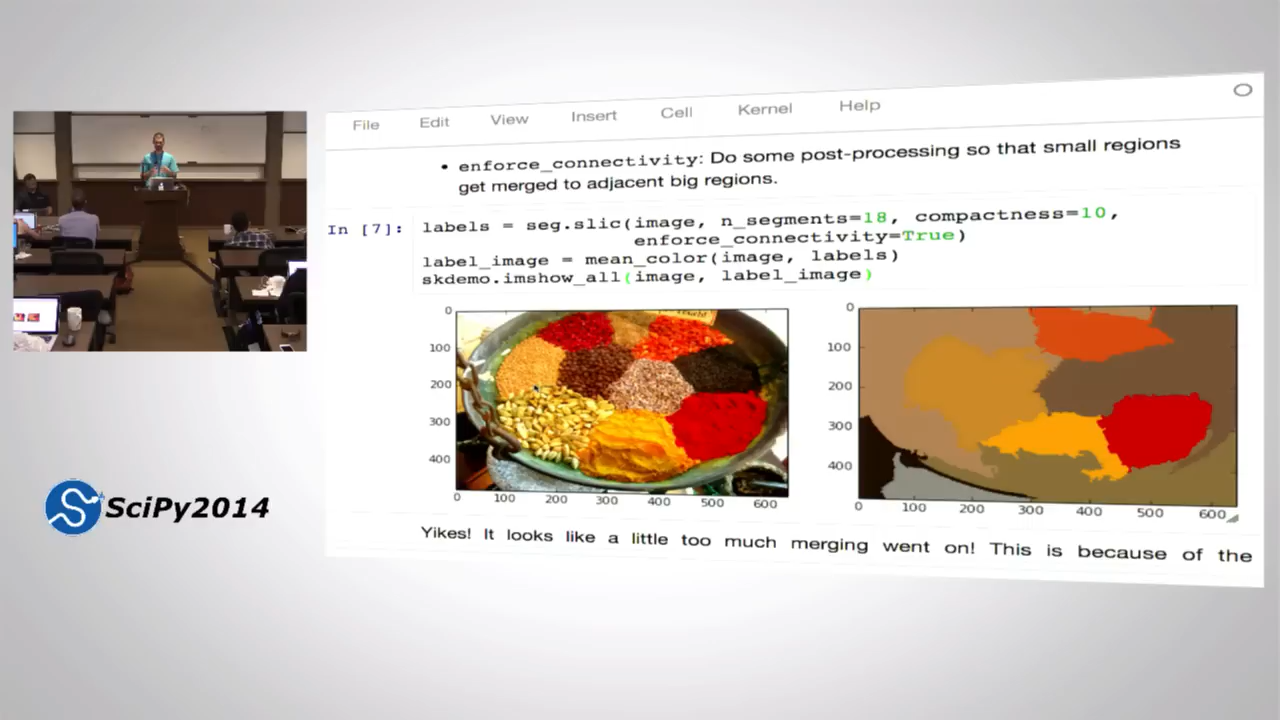 File Edit View Insert Cell Kernel Help
• enforce_connectivity: Do some post-processing so that small regions
get merged to adjacent big regions.
In [7]:
labels = seg.slic(image, n_segments=18, compactness=10,
enforce_connectivity=True)
label_image = mean_color(image, labels)
skdemo.imshow_all(image, label_image)
0
100
200
300
400
0 100 200 300 400 500 600
0
100
200
300
400
0 100 200 300 400 500 600
Yikes! It looks like a little too much merging went on! This is because of the
SciPy2014